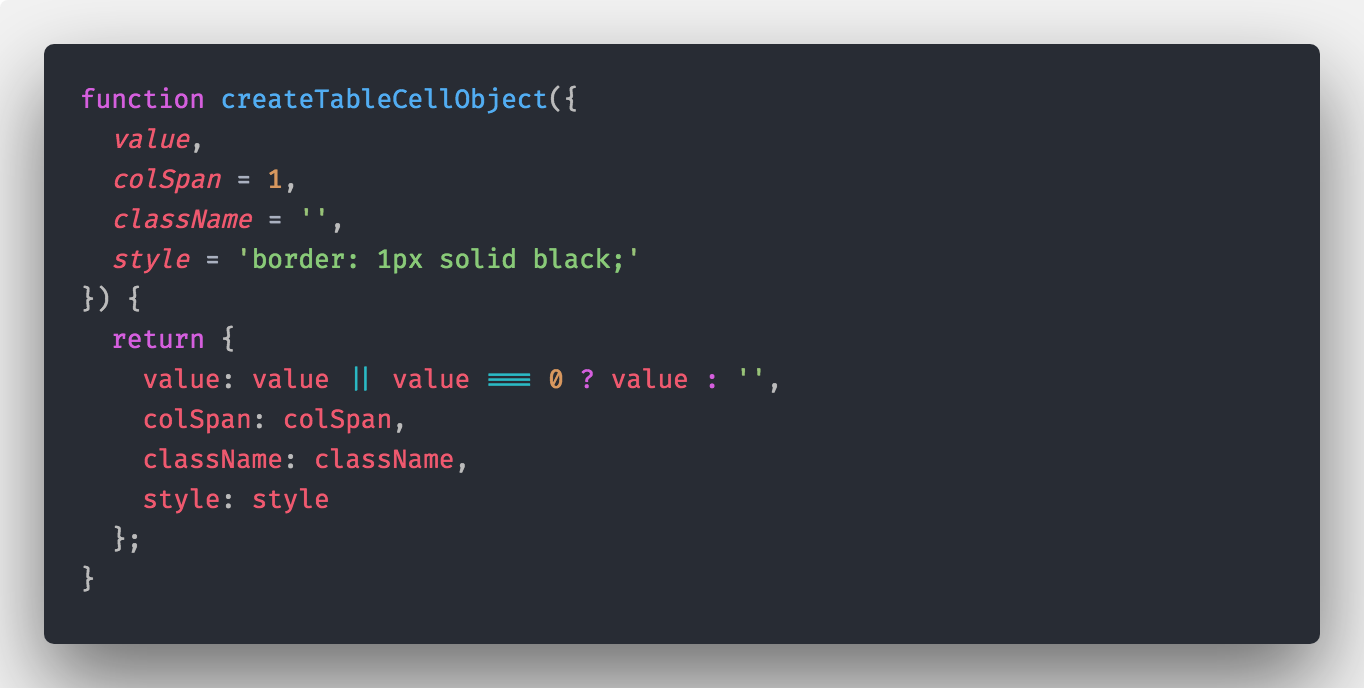 function createTableCellObject({
  value,
  colSpan = 1,
  className = '',
  style = 'border: 1px solid black;'
}) {
  return {
    value: value || value === 0 ? value : '',
    colSpan: colSpan,
    className: className,
    style: style
  };
}